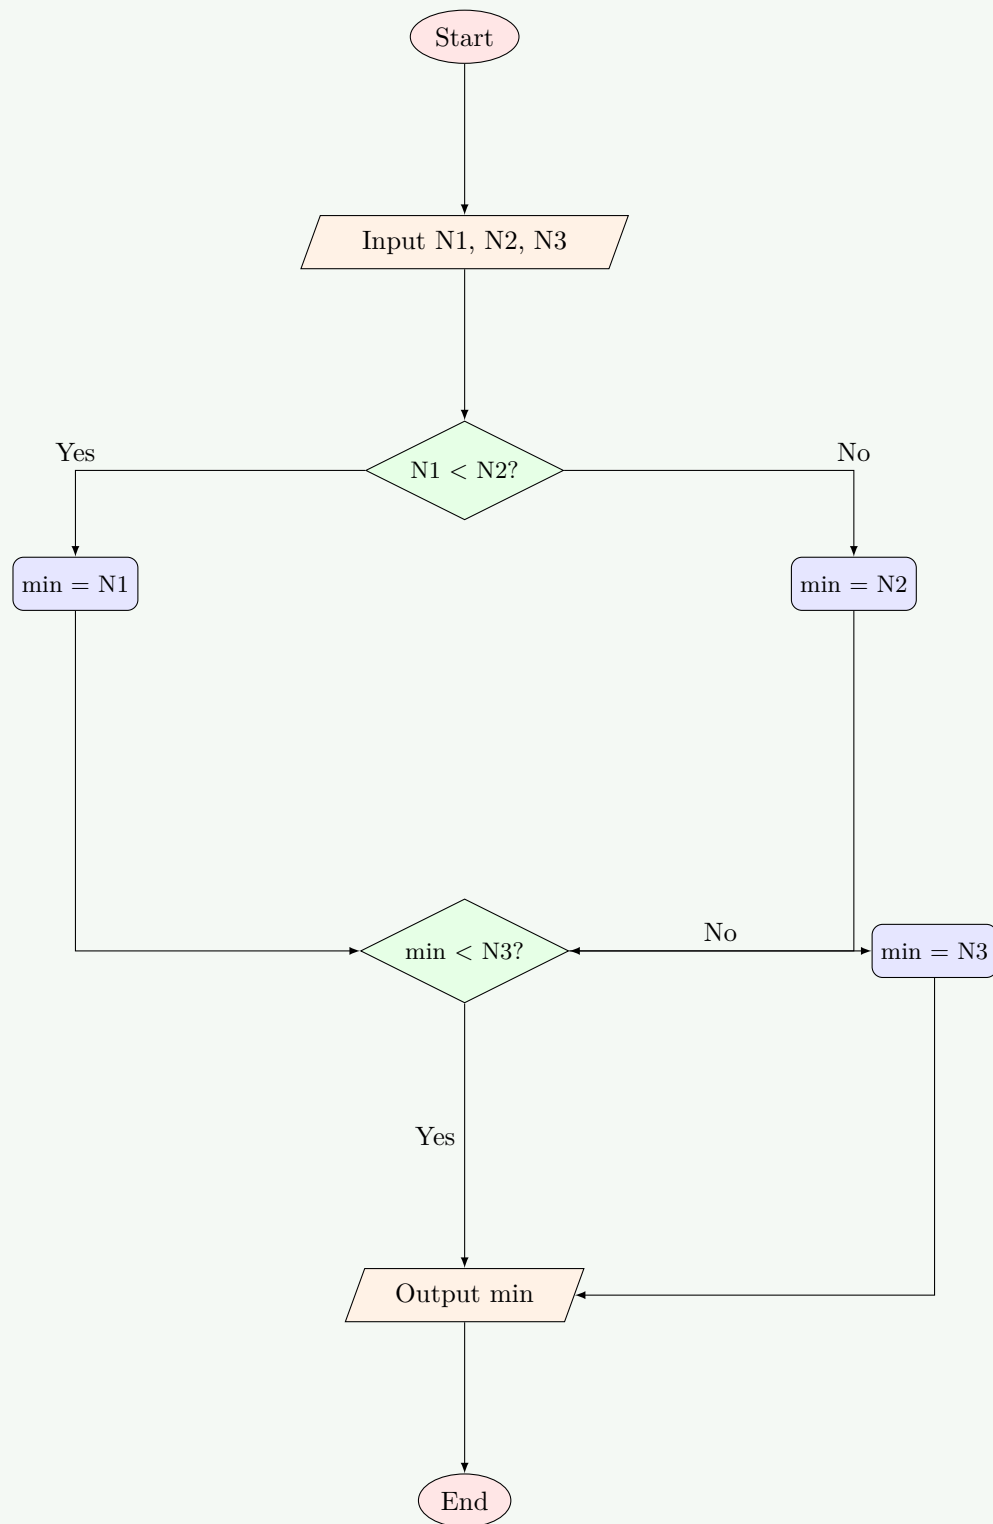 Start
Input N1, N2, N3
Yes
N1 < N2?
No
min = N1
min = N2
min < N3?
No
min = N3
Yes
Output min
End